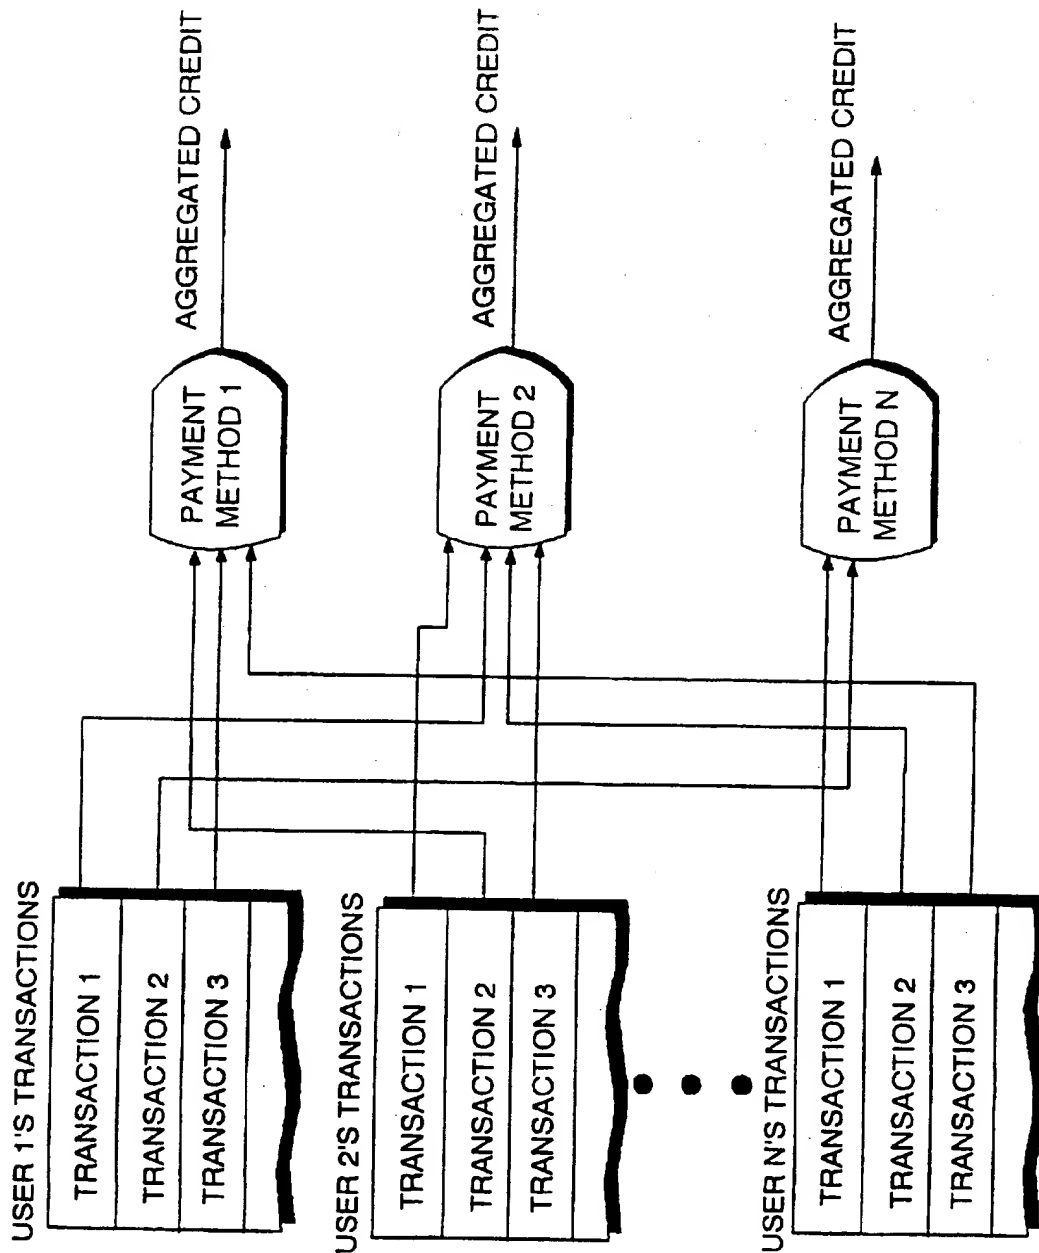 USER 1'S TRANSACTIONS
TRANSACTION 1
TRANSACTION 2
TRANSACTION 3
USER 2'S TRANSACTIONS
TRANSACTION 1
TRANSACTION 2
TRANSACTION 3
USER N'S TRANSACTIONS
TRANSACTION 1
TRANSACTION 2
TRANSACTION 3
PAYMENT
METHOD 1
PAYMENT
METHOD 2
PAYMENT
METHOD N
AGGREGATED CREDIT
AGGREGATED CREDIT
AGGREGATED CREDIT